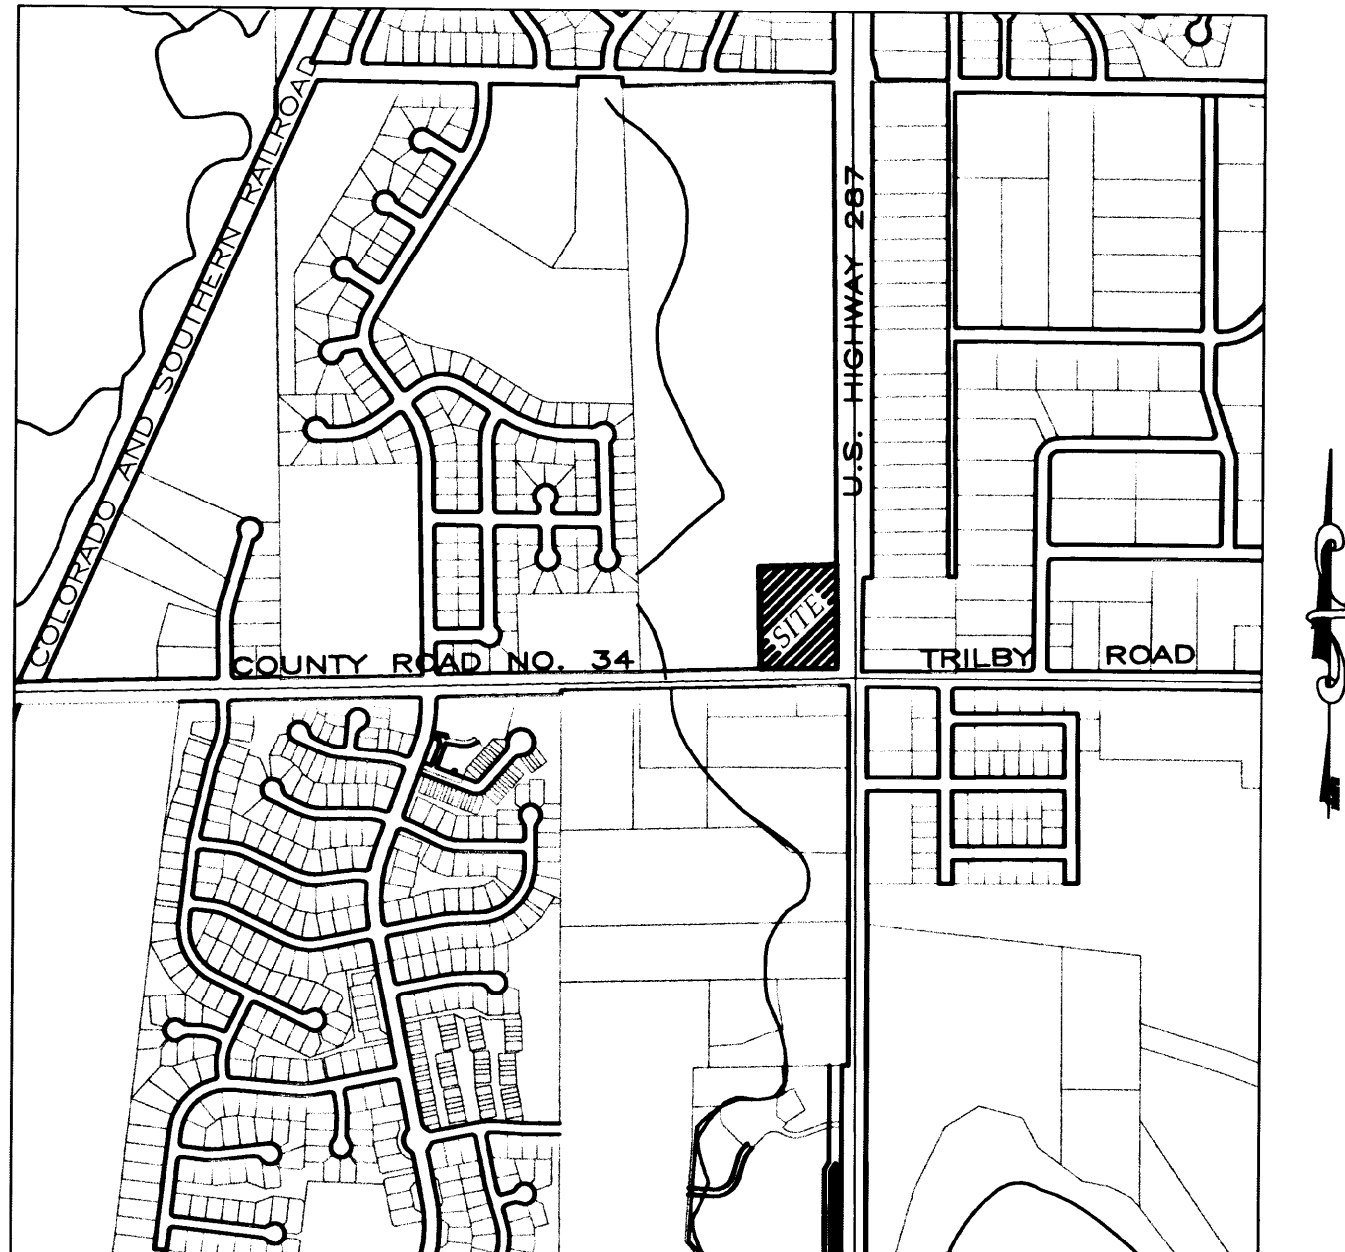 COLORADO AND SOUTHERN RAILROAD
U.S. HIGHWAY 287
SITE
COUNTY ROAD NO. 34
TRILBY ROAD